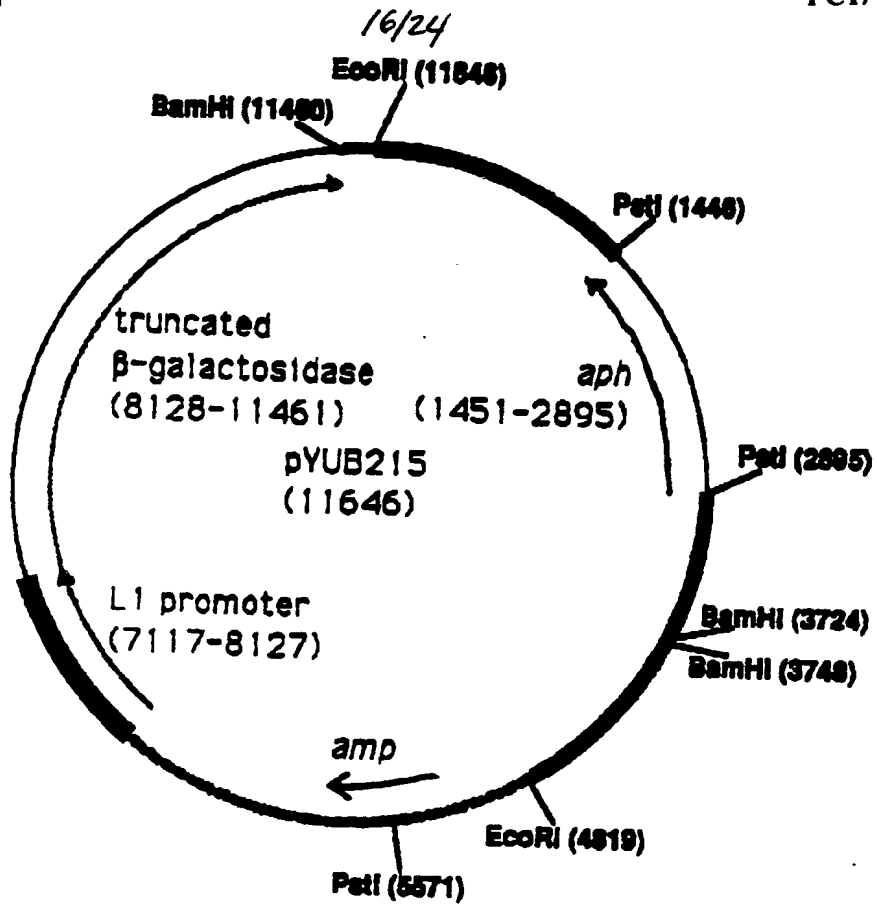 16/24
EcoRI (11646)
BamHI (11460)
PstI (1446)
truncated
β-galactosidase
(8128-11461)
aph
(1451-2895)
pYUB215
(11646)
PstI (2895)
L1 promoter
(7117-8127)
BamHI (3724)
BamHI (3748)
amp
EcoRI (4819)
PstI (5571)